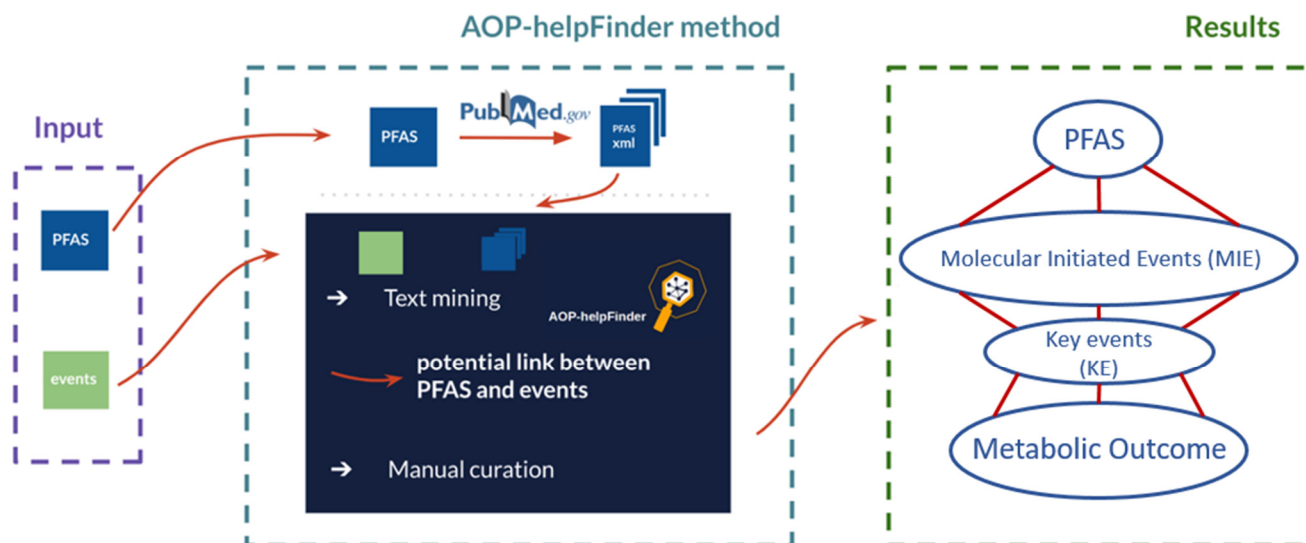 AOP-helpFinder method
Results
Input
PFAS
events
PFAS
PubMed.gov
PFAS
xml
→ Text mining
AOP-helpFinder
potential link between
PFAS and events
→ Manual curation
PFAS
Molecular Initiated Events (MIE)
Key events
(KE)
Metabolic Outcome